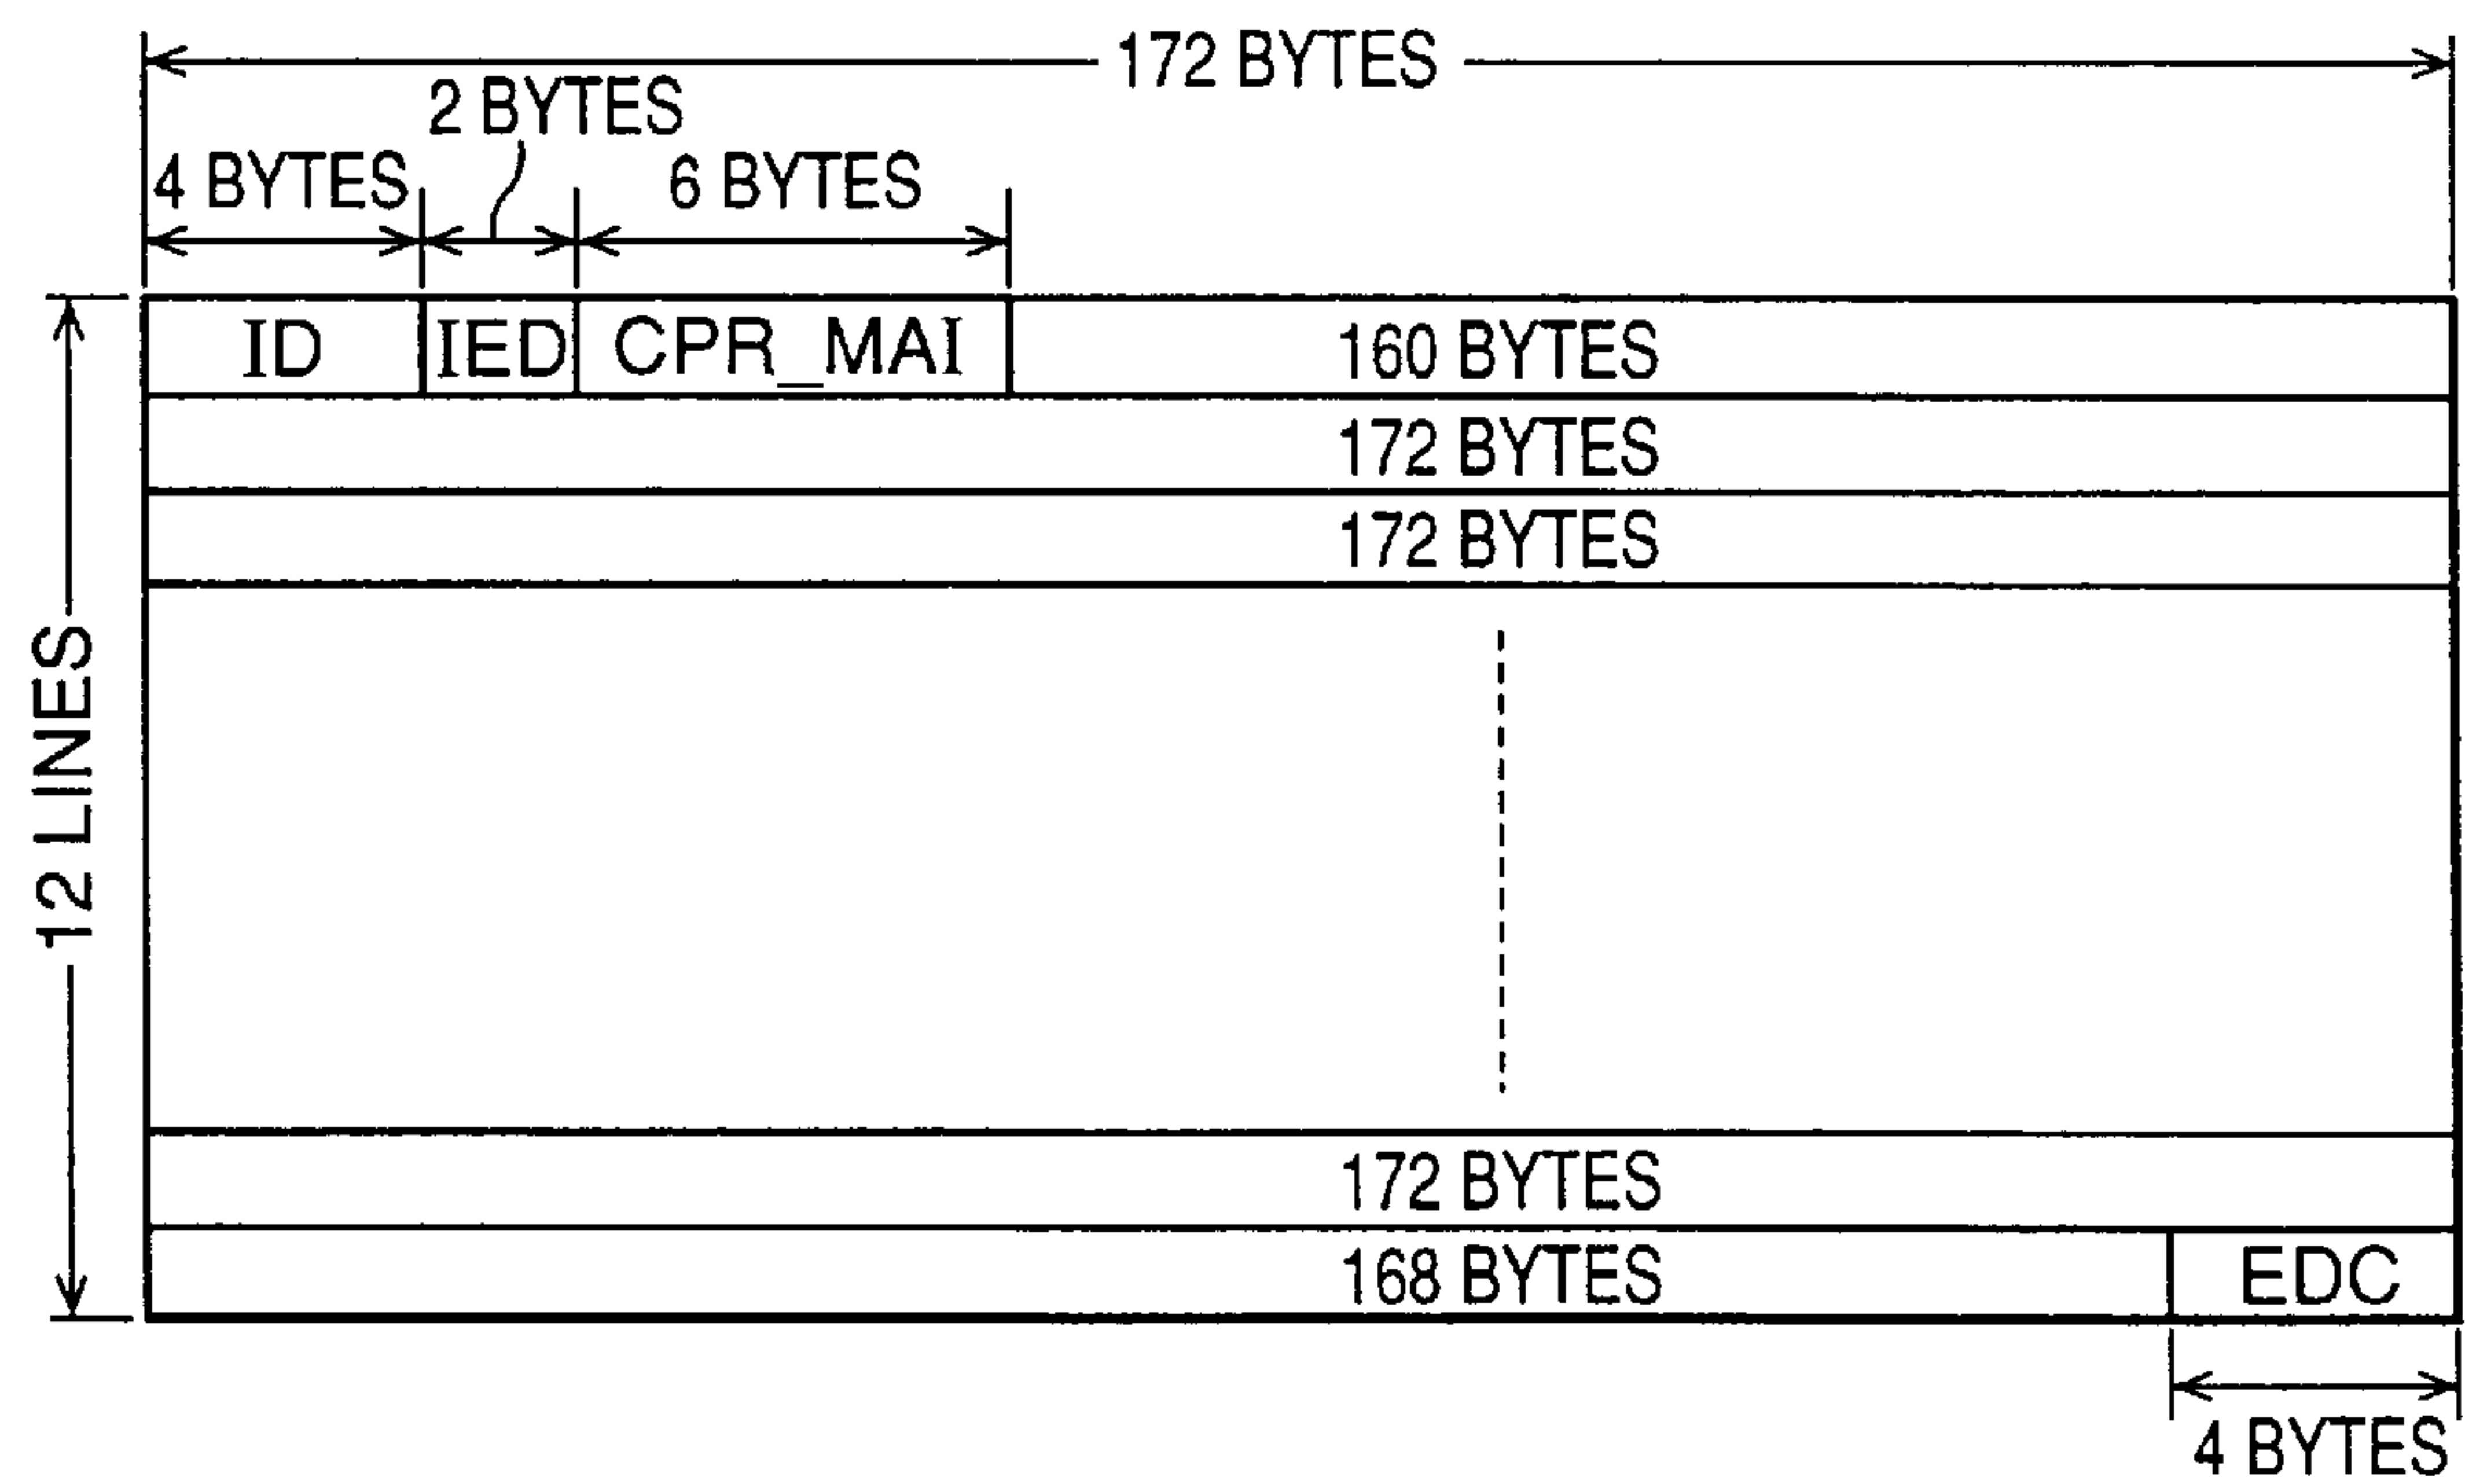 172 BYTES
2 BYTES
4 BYTES
6 BYTES
ID
IED
CPR_MAI
160 BYTES
172 BYTES
172 BYTES
12 LINES
172 BYTES
168 BYTES
EDC
4 BYTES